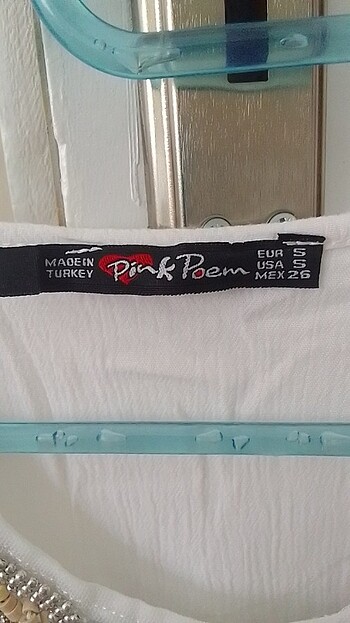 MADE IN
TURKEY
Pink Poem
EUR S
USA S
MEX 26